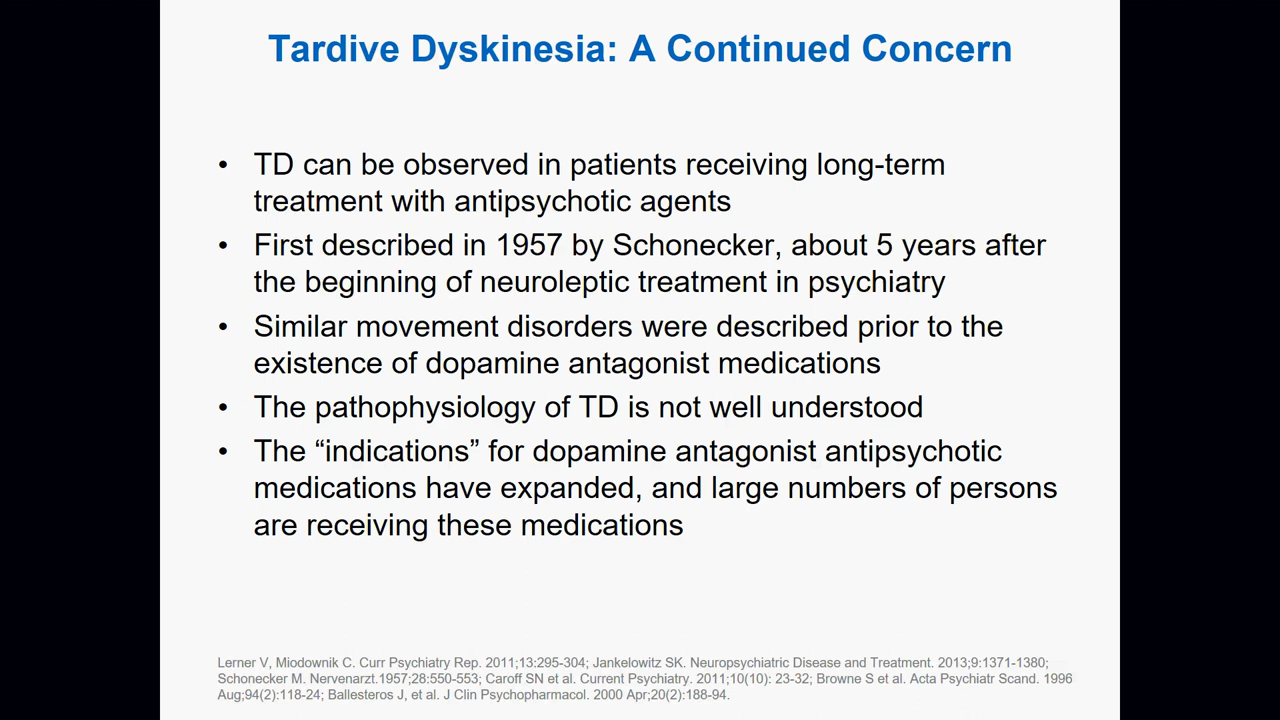 Tardive Dyskinesia: A Continued Concern
• TD can be observed in patients receiving long-term
treatment with antipsychotic agents
• First described in 1957 by Schonecker, about 5 years after
the beginning of neuroleptic treatment in psychiatry
• Similar movement disorders were described prior to the
existence of dopamine antagonist medications
• The pathophysiology of TD is not well understood
• The “indications” for dopamine antagonist antipsychotic
medications have expanded, and large numbers of persons
are receiving these medications
Lerner V, Miodownik C. Curr Psychiatry Rep. 2011;13:295-304; Jankelowitz SK. Neuropsychiatric Disease and Treatment. 2013;9:1371-1380;
Schonecker M. Nervenarzt.1957;28:550-553; Caroff SN et al. Current Psychiatry. 2011;10(10): 23-32; Browne S et al. Acta Psychiatr Scand. 1996
Aug;94(2):118-24; Ballesteros J, et al. J Clin Psychopharmacol. 2000 Apr;20(2):188-94.